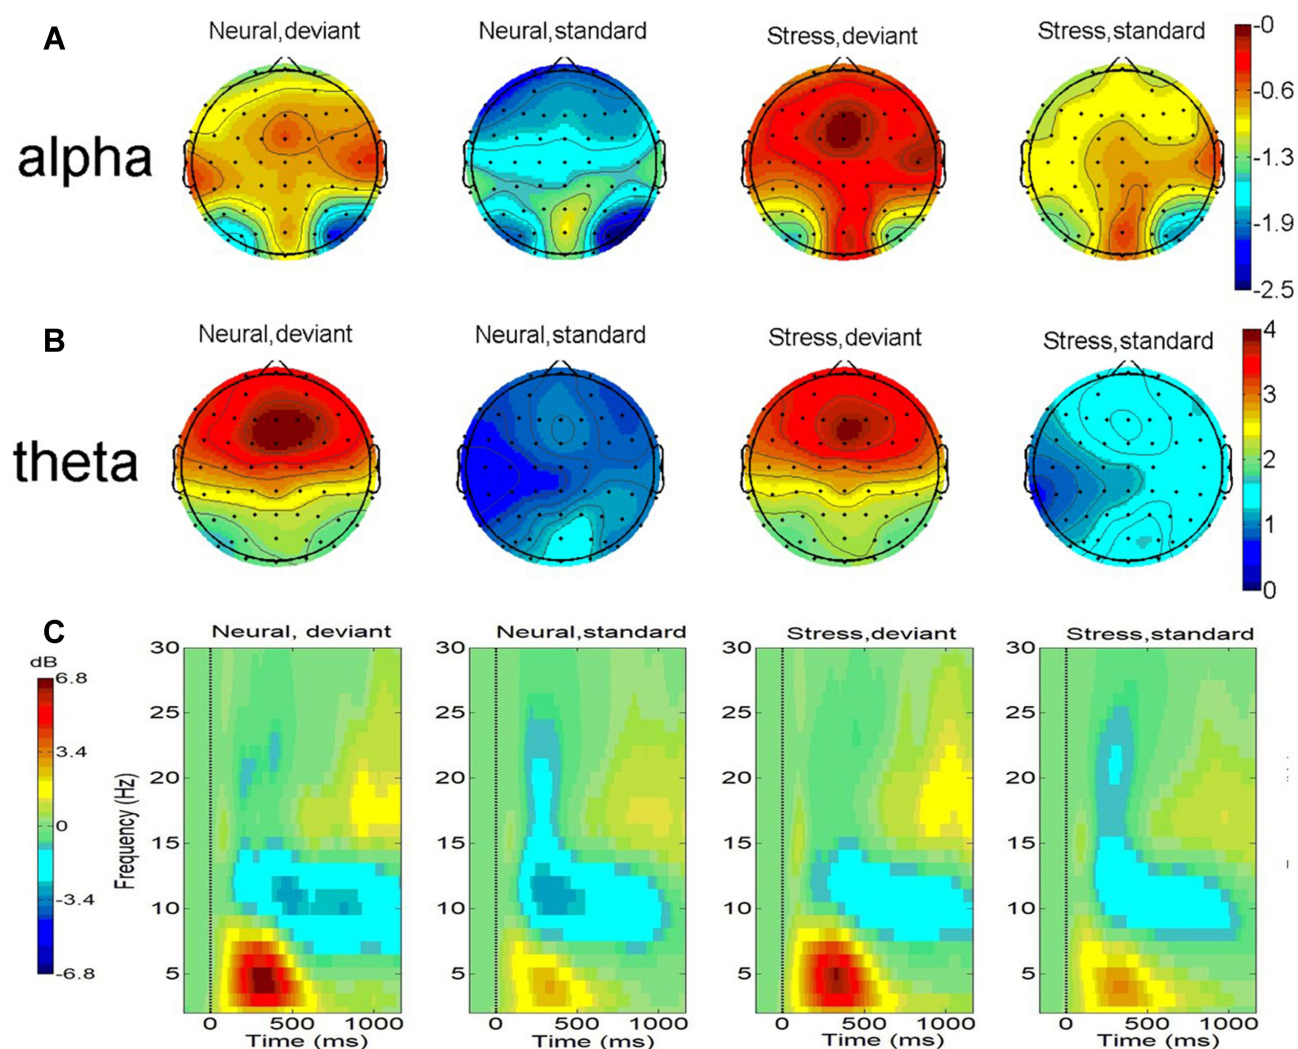 A
Neural,deviant
Neural,standard
Stress,deviant
Stress,standard
alpha
-0
-0.6
-1.3
-1.9
-2.5
B
Neural,deviant
Neural,standard
Stress,deviant
Stress,standard
theta
4
3
2
1
0
C
Neural, deviant
Neural,standard
Stress,deviant
Stress,standard
dB
6.8
3.4
0
-3.4
-6.8
Frequency (Hz)
30
25
20
15
10
5
0 500 1000
Time (ms)
30
25
20
15
10
5
0 500 1000
Time (ms)
30
25
20
15
10
5
0 500 1000
Time (ms)
30
25
20
15
10
5
0 500 1000
Time (ms)